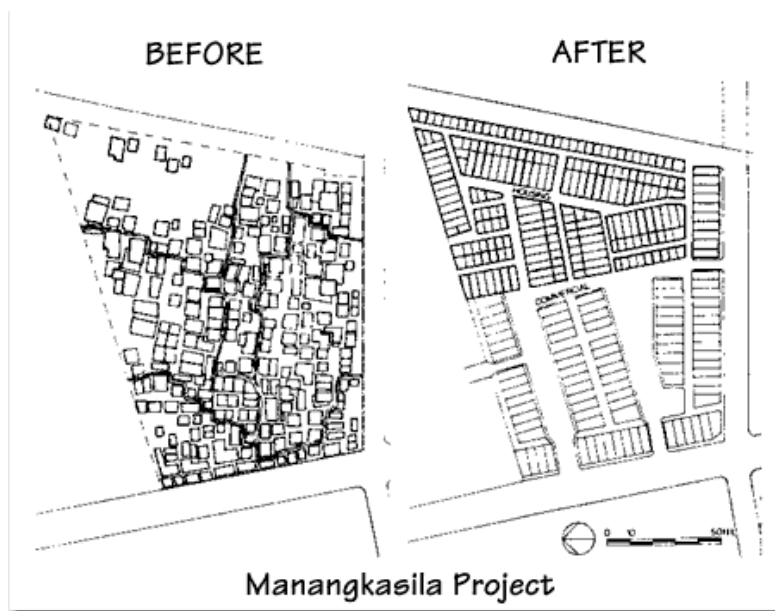 BEFORE
AFTER
HOUSING
COMMERCIAL
0 10 50m
Manangkasila Project